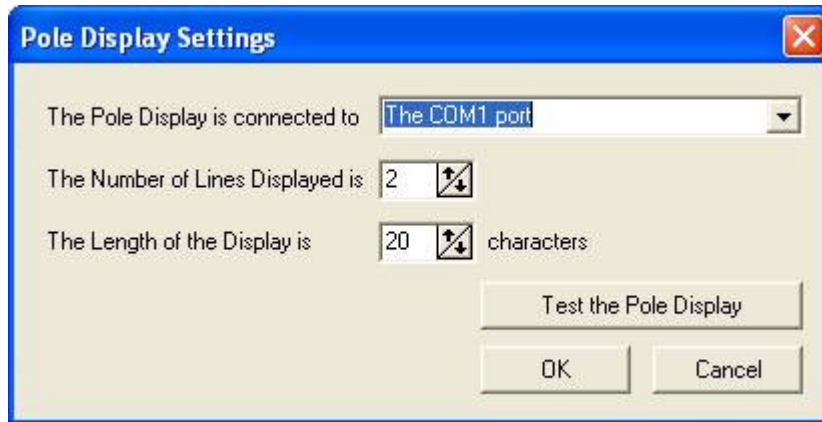 Pole Display Settings
The Pole Display is connected to The COM1 port
The Number of Lines Displayed is 2
The Length of the Display is 20 characters
Test the Pole Display
OK Cancel